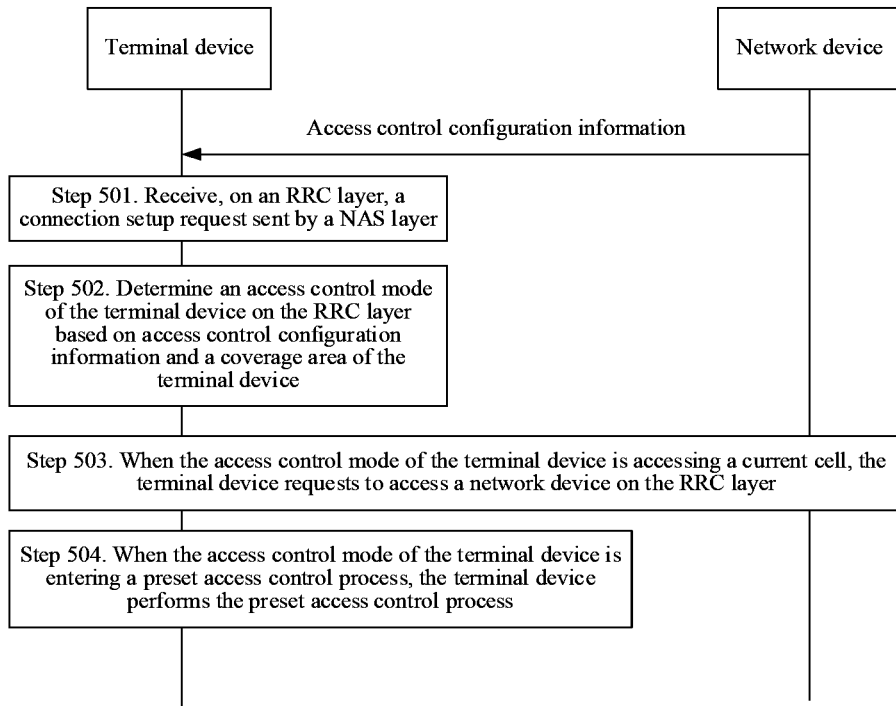 Terminal device
Network device
Access control configuration information
Step 501. Receive, on an RRC layer, a
connection setup request sent by a NAS layer
Step 502. Determine an access control mode
of the terminal device on the RRC layer
based on access control configuration
information and a coverage area of the
terminal device
Step 503. When the access control mode of the terminal device is accessing a current cell, the
terminal device requests to access a network device on the RRC layer
Step 504. When the access control mode of the terminal device is
entering a preset access control process, the terminal device
performs the preset access control process